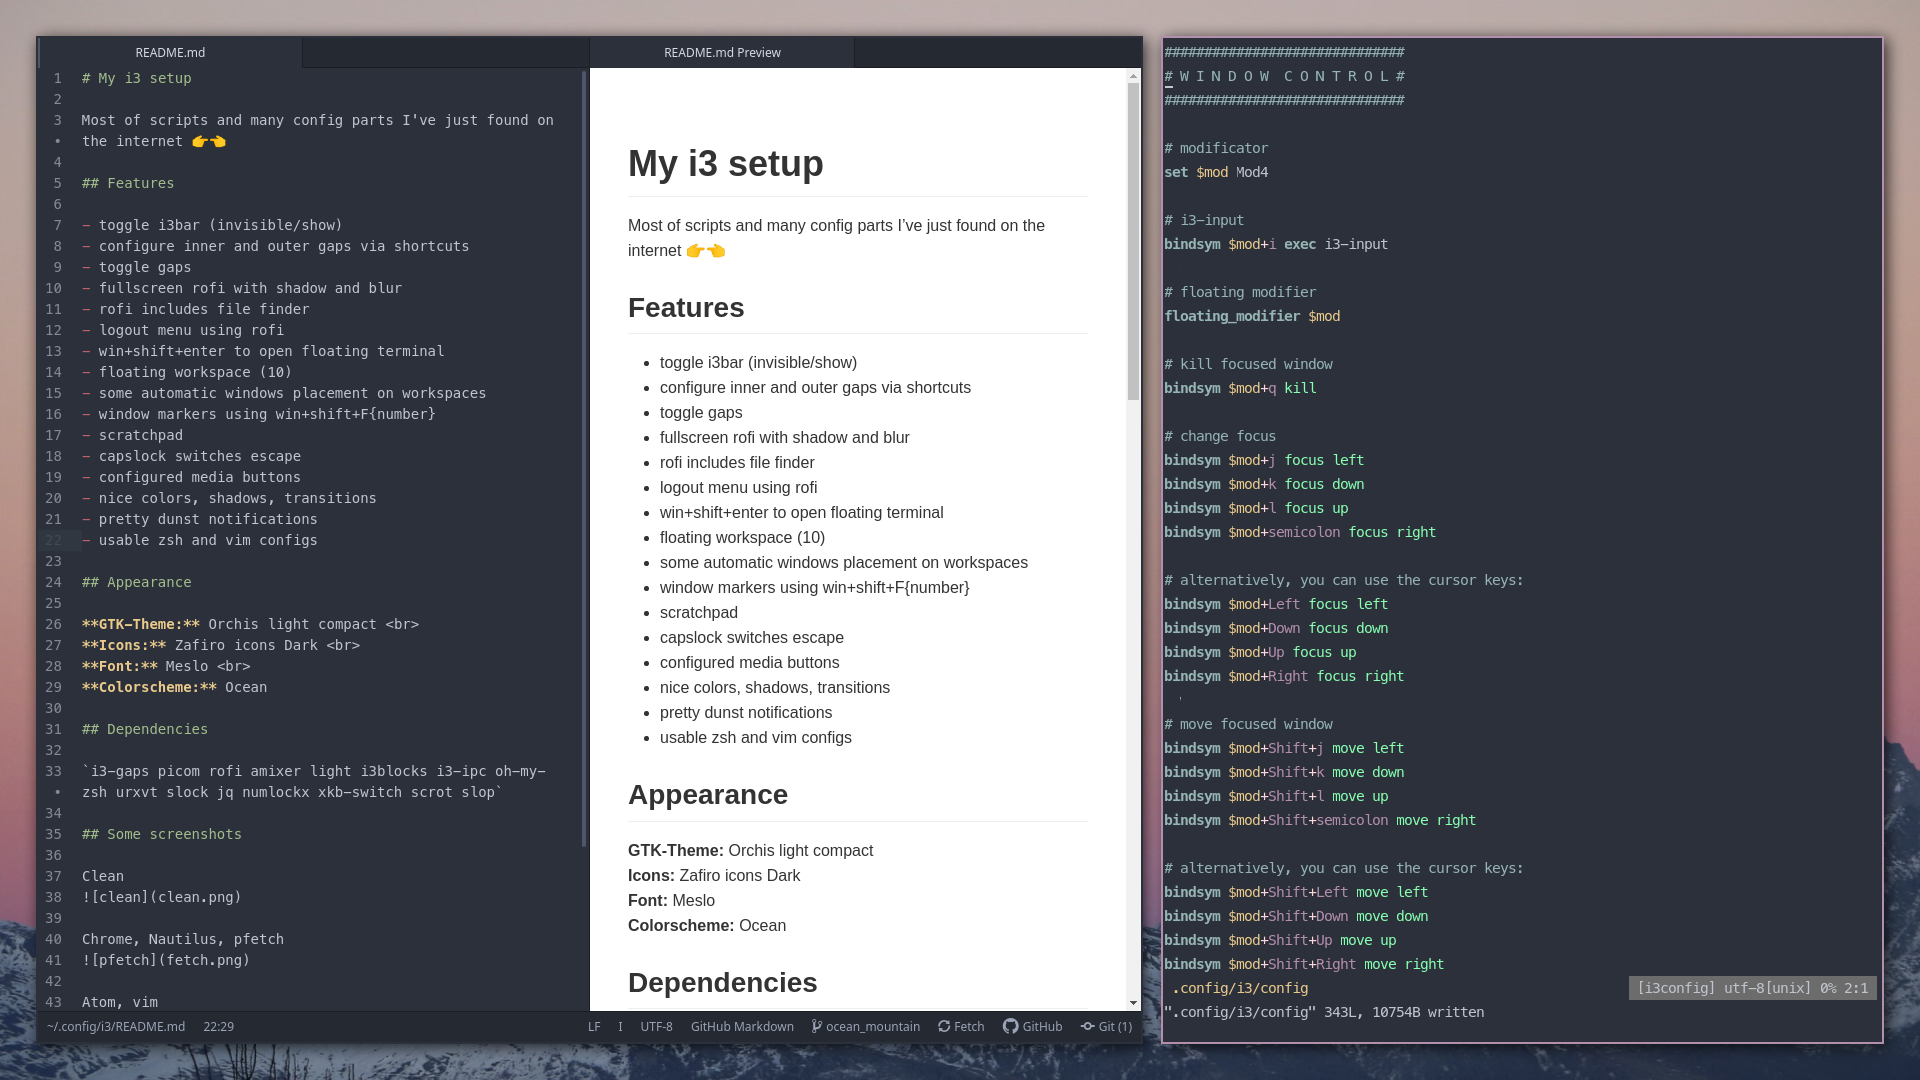 README.md
1 # My i3 setup
2
3 Most of scripts and many config parts I've just found on
• the internet 👉👈
4
5 ## Features
6
7 - toggle i3bar (invisible/show)
8 - configure inner and outer gaps via shortcuts
9 - toggle gaps
10 - fullscreen rofi with shadow and blur
11 - rofi includes file finder
12 - logout menu using rofi
13 - win+shift+enter to open floating terminal
14 - floating workspace (10)
15 - some automatic windows placement on workspaces
16 - window markers using win+shift+F{number}
17 - scratchpad
18 - capslock switches escape
19 - configured media buttons
20 - nice colors, shadows, transitions
21 - pretty dunst notifications
22 - usable zsh and vim configs
23
24 ## Appearance
25
26 **GTK-Theme:** Orchis light compact <br>
27 **Icons:** Zafiro icons Dark <br>
28 **Font:** Meslo <br>
29 **Colorscheme:** Ocean
30
31 ## Dependencies
32
33 `i3-gaps picom rofi amixer light i3blocks i3-ipc oh-my-
• zsh urxvt slock jq numlockx xkb-switch scrot slop`
34
35 ## Some screenshots
36
37 Clean
38 ![clean](clean.png)
39
40 Chrome, Nautilus, pfetch
41 ![pfetch](fetch.png)
42
43 Atom, vim
README.md Preview
My i3 setup
Most of scripts and many config parts I’ve just found on the
internet 👉👈
Features
• toggle i3bar (invisible/show)
• configure inner and outer gaps via shortcuts
• toggle gaps
• fullscreen rofi with shadow and blur
• rofi includes file finder
• logout menu using rofi
• win+shift+enter to open floating terminal
• floating workspace (10)
• some automatic windows placement on workspaces
• window markers using win+shift+F{number}
• scratchpad
• capslock switches escape
• configured media buttons
• nice colors, shadows, transitions
• pretty dunst notifications
• usable zsh and vim configs
Appearance
GTK-Theme: Orchis light compact
Icons: Zafiro icons Dark
Font: Meslo
Colorscheme: Ocean
Dependencies
~/.config/i3/README.md 22:29 LF I UTF-8 GitHub Markdown ocean_mountain Fetch GitHub Git (1)
##############################
# W I N D O W  C O N T R O L #
##############################

# modificator
set $mod Mod4

# i3-input
bindsym $mod+i exec i3-input

# floating modifier
floating_modifier $mod

# kill focused window
bindsym $mod+q kill

# change focus
bindsym $mod+j focus left
bindsym $mod+k focus down
bindsym $mod+l focus up
bindsym $mod+semicolon focus right

# alternatively, you can use the cursor keys:
bindsym $mod+Left focus left
bindsym $mod+Down focus down
bindsym $mod+Up focus up
bindsym $mod+Right focus right

# move focused window
bindsym $mod+Shift+j move left
bindsym $mod+Shift+k move down
bindsym $mod+Shift+l move up
bindsym $mod+Shift+semicolon move right

# alternatively, you can use the cursor keys:
bindsym $mod+Shift+Left move left
bindsym $mod+Shift+Down move down
bindsym $mod+Shift+Up move up
bindsym $mod+Shift+Right move right
.config/i3/config [i3config] utf-8[unix] 0% 2:1
".config/i3/config" 343L, 10754B written